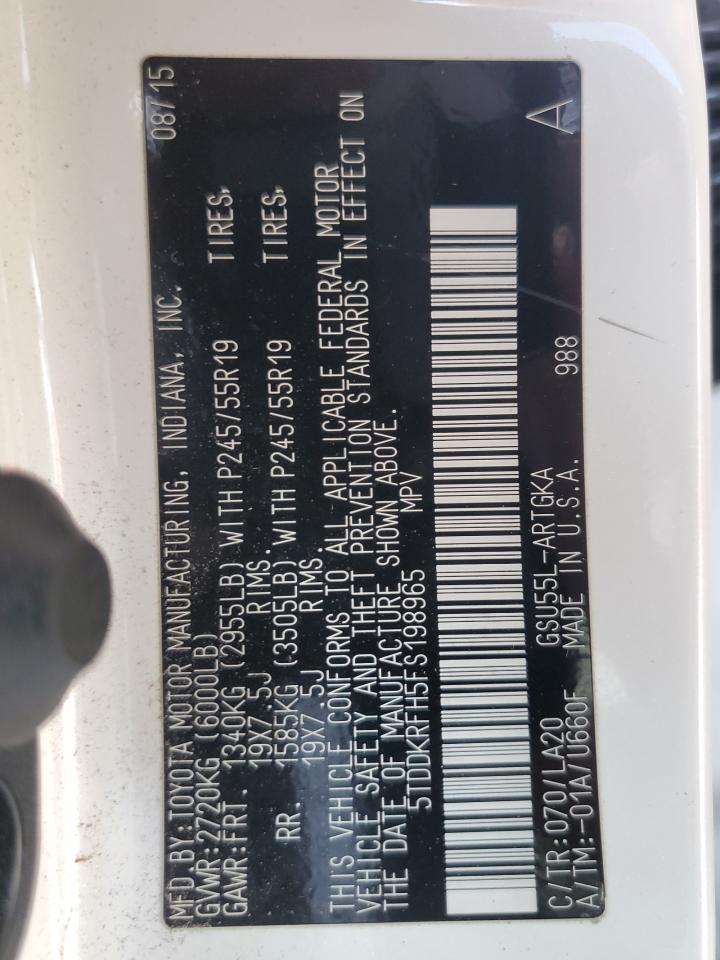 MFD. BY: TOYOTA MOTOR MANUFACTURING, INDIANA, INC. 08/15
GVWR: 2720KG (6000LB)
GAWR: FRT. 1340KG (2955LB) WITH P245/55R19 TIRES,
19X7.5J RIMS.
RR. 1585KG (3505LB) WITH P245/55R19 TIRES,
19X7.5J RIMS.
THIS VEHICLE CONFORMS TO ALL APPLICABLE FEDERAL MOTOR
VEHICLE SAFETY AND THEFT PREVENTION STANDARDS IN EFFECT ON
THE DATE OF MANUFACTURE SHOWN ABOVE.
5TDDKRFH5FS198965 MPV
C/TR: 070/LA20 GSU55L-ARTGKA A
A/TM: -01A/U660F MADE IN U.S.A. 988